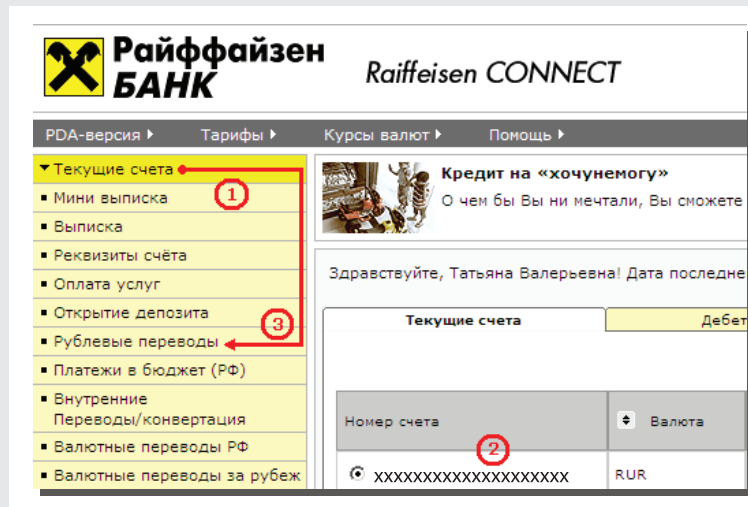 Райффайзен
БАНК
Raiffeisen CONNECT
PDA-версия
Тарифы
Курсы валют
Помощь
Текущие счета
1
Мини выписка
Выписка
Реквизиты счёта
Оплата услуг
Открытие депозита
3
Рублевые переводы
Платежи в бюджет (РФ)
Внутренние
Переводы/конвертация
Валютные переводы РФ
Валютные переводы за рубеж
Кредит на «хочунемогу»
О чем бы Вы ни мечтали, Вы сможете
Здравствуйте, Татьяна Валерьевна! Дата последне
Текущие счета
Дебет
Номер счета
Валюта
2
xxxxxxxxxxxxxxxxxxxx
RUR